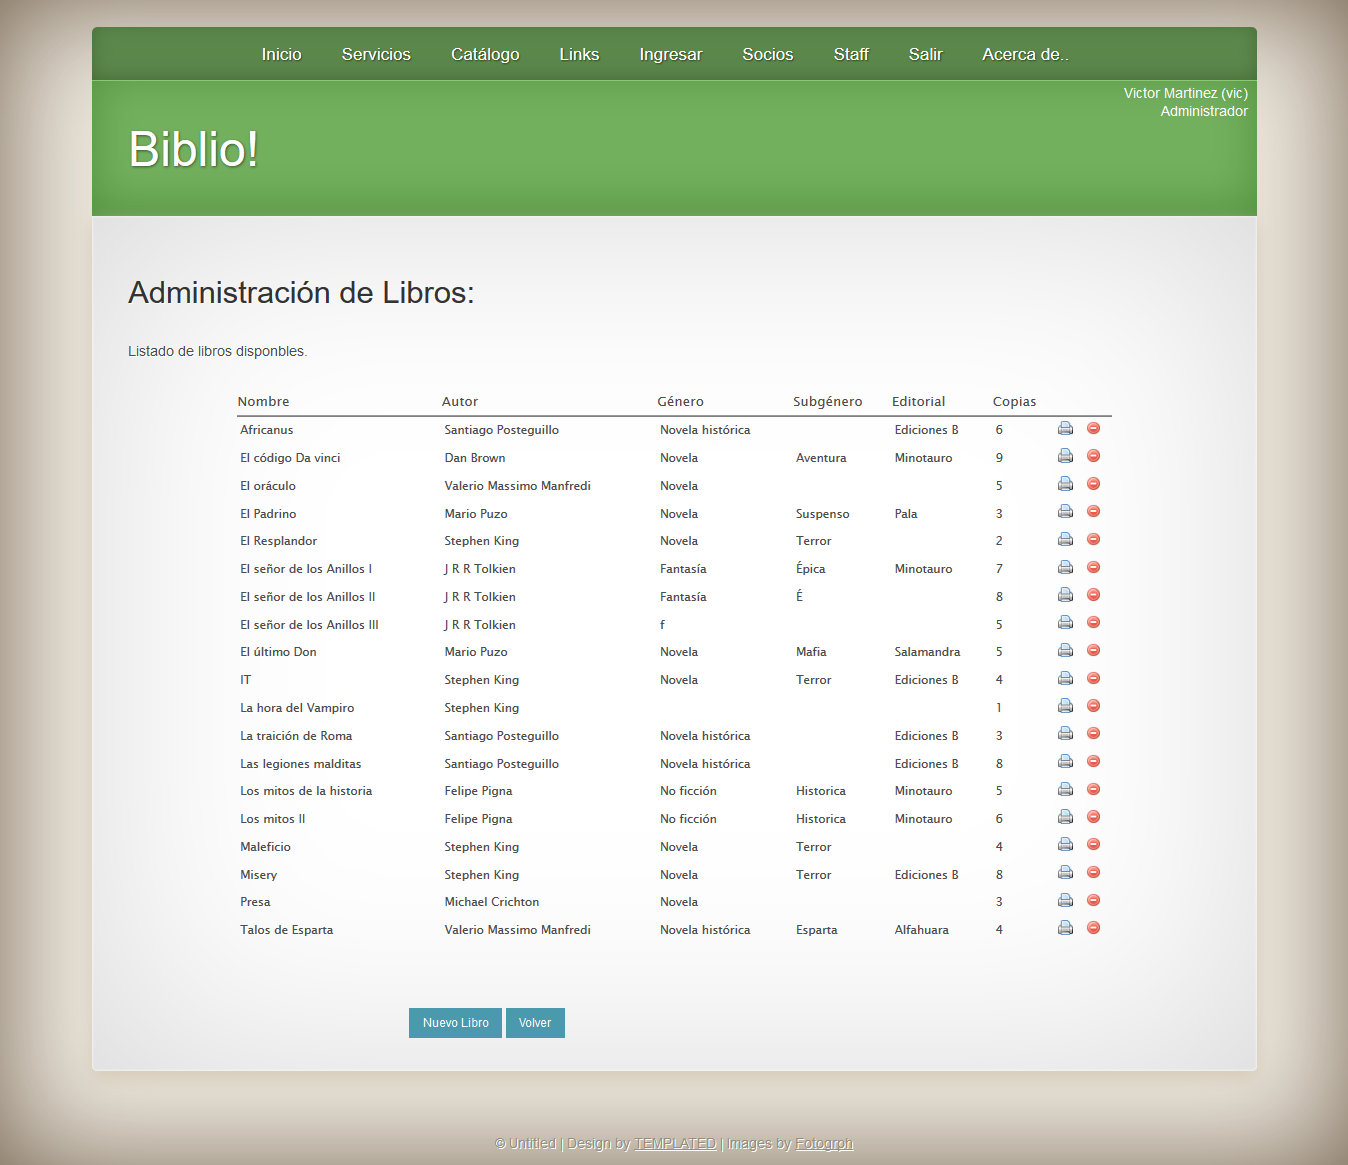 Inicio Servicios Catálogo Links Ingresar Socios Staff Salir Acerca de..
Victor Martinez (vic)
Administrador
Biblio!
Administración de Libros:
Listado de libros disponbles.
Nombre Autor Género Subgénero Editorial Copias
Africanus Santiago Posteguillo Novela histórica Ediciones B 6
El código Da vinci Dan Brown Novela Aventura Minotauro 9
El oráculo Valerio Massimo Manfredi Novela 5
El Padrino Mario Puzo Novela Suspenso Pala 3
El Resplandor Stephen King Novela Terror 2
El señor de los Anillos I J R R Tolkien Fantasía Épica Minotauro 7
El señor de los Anillos II J R R Tolkien Fantasía É 8
El señor de los Anillos III J R R Tolkien f 5
El último Don Mario Puzo Novela Mafia Salamandra 5
IT Stephen King Novela Terror Ediciones B 4
La hora del Vampiro Stephen King 1
La traición de Roma Santiago Posteguillo Novela histórica Ediciones B 3
Las legiones malditas Santiago Posteguillo Novela histórica Ediciones B 8
Los mitos de la historia Felipe Pigna No ficción Historica Minotauro 5
Los mitos II Felipe Pigna No ficción Historica Minotauro 6
Maleficio Stephen King Novela Terror 4
Misery Stephen King Novela Terror Ediciones B 8
Presa Michael Crichton Novela 3
Talos de Esparta Valerio Massimo Manfredi Novela histórica Esparta Alfahuara 4
Nuevo Libro Volver
© Untitled | Design by TEMPLATED | Images by Fotogrph